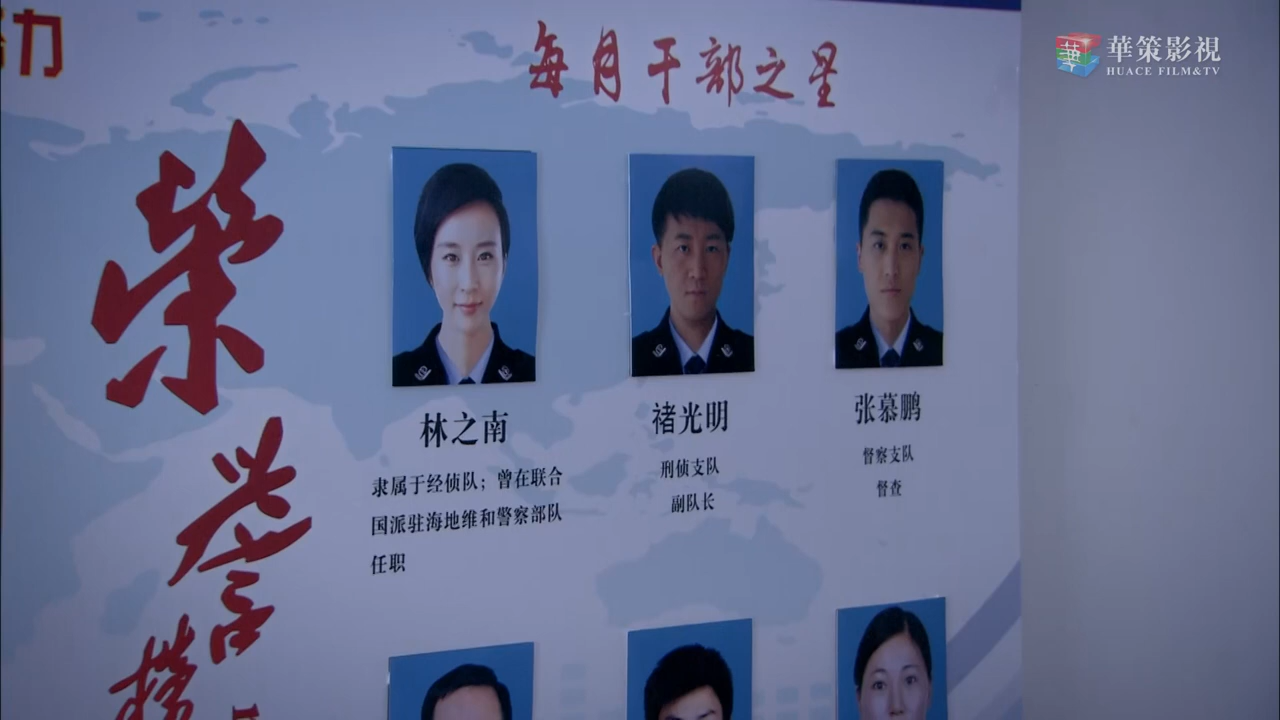 每月干部之星
華策影視
HUACE FILM&TV
荣誉榜
林之南
隶属于经侦队；曾在联合
国派驻海地维和警察部队
任职
褚光明
刑侦支队
副队长
张慕鹏
督察支队
督查